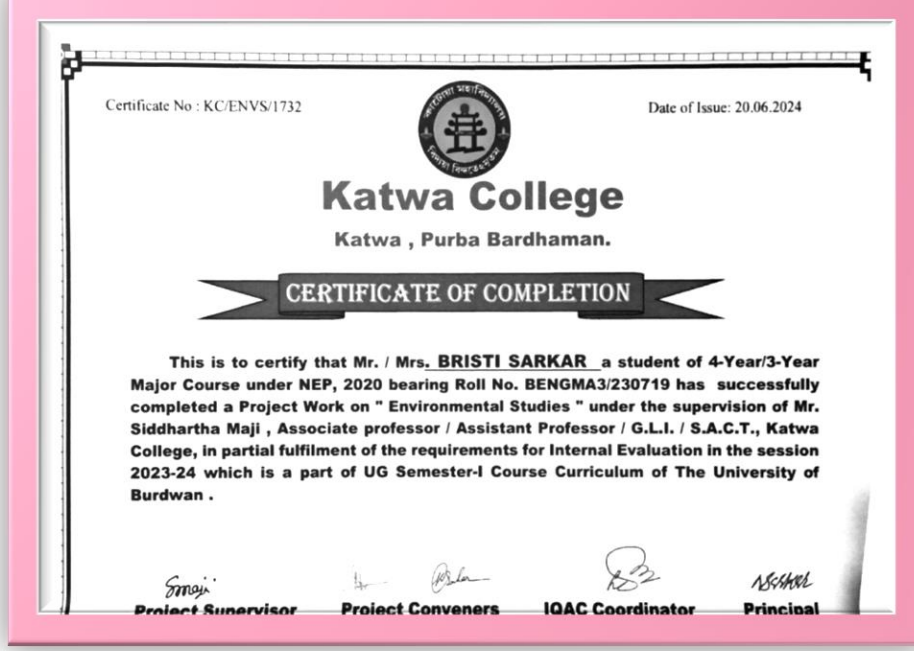 Certificate No : KC/ENVS/1732
Date of Issue: 20.06.2024
কাটোয়া মহাবিদ্যালয়
Katwa College
Katwa , Purba Bardhaman.
CERTIFICATE OF COMPLETION
This is to certify that Mr. / Mrs. BRISTI SARKAR a student of 4-Year/3-Year
Major Course under NEP, 2020 bearing Roll No. BENGMA3/230719 has successfully
completed a Project Work on " Environmental Studies " under the supervision of Mr.
Siddhartha Maji , Associate professor / Assistant Professor / G.L.I. / S.A.C.T., Katwa
College, in partial fulfilment of the requirements for Internal Evaluation in the session
2023-24 which is a part of UG Semester-I Course Curriculum of The University of
Burdwan .
Smaji
Project Supervisor
Project Conveners
IQAC Coordinator
Principal